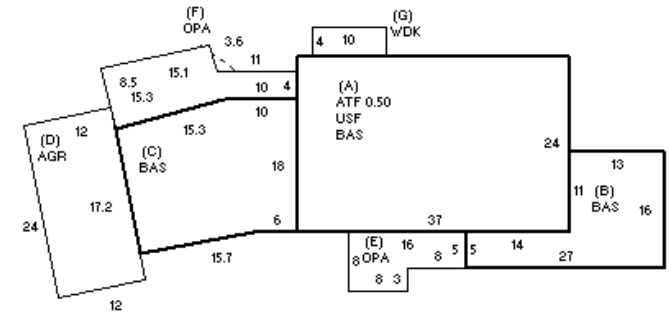 (F)
OPA
3.6
(G)
WDK
4 10
11
15.1
8.5
15.3
10 4
10
(A)
ATF 0.50
USF
BAS
12
(D)
AGR
15.3
(C)
BAS
24
18
13
11
(B)
BAS
16
17.2
24
6
37
(E)
OPA
16
8
8
5
5
14
27
15.7
8 3
12